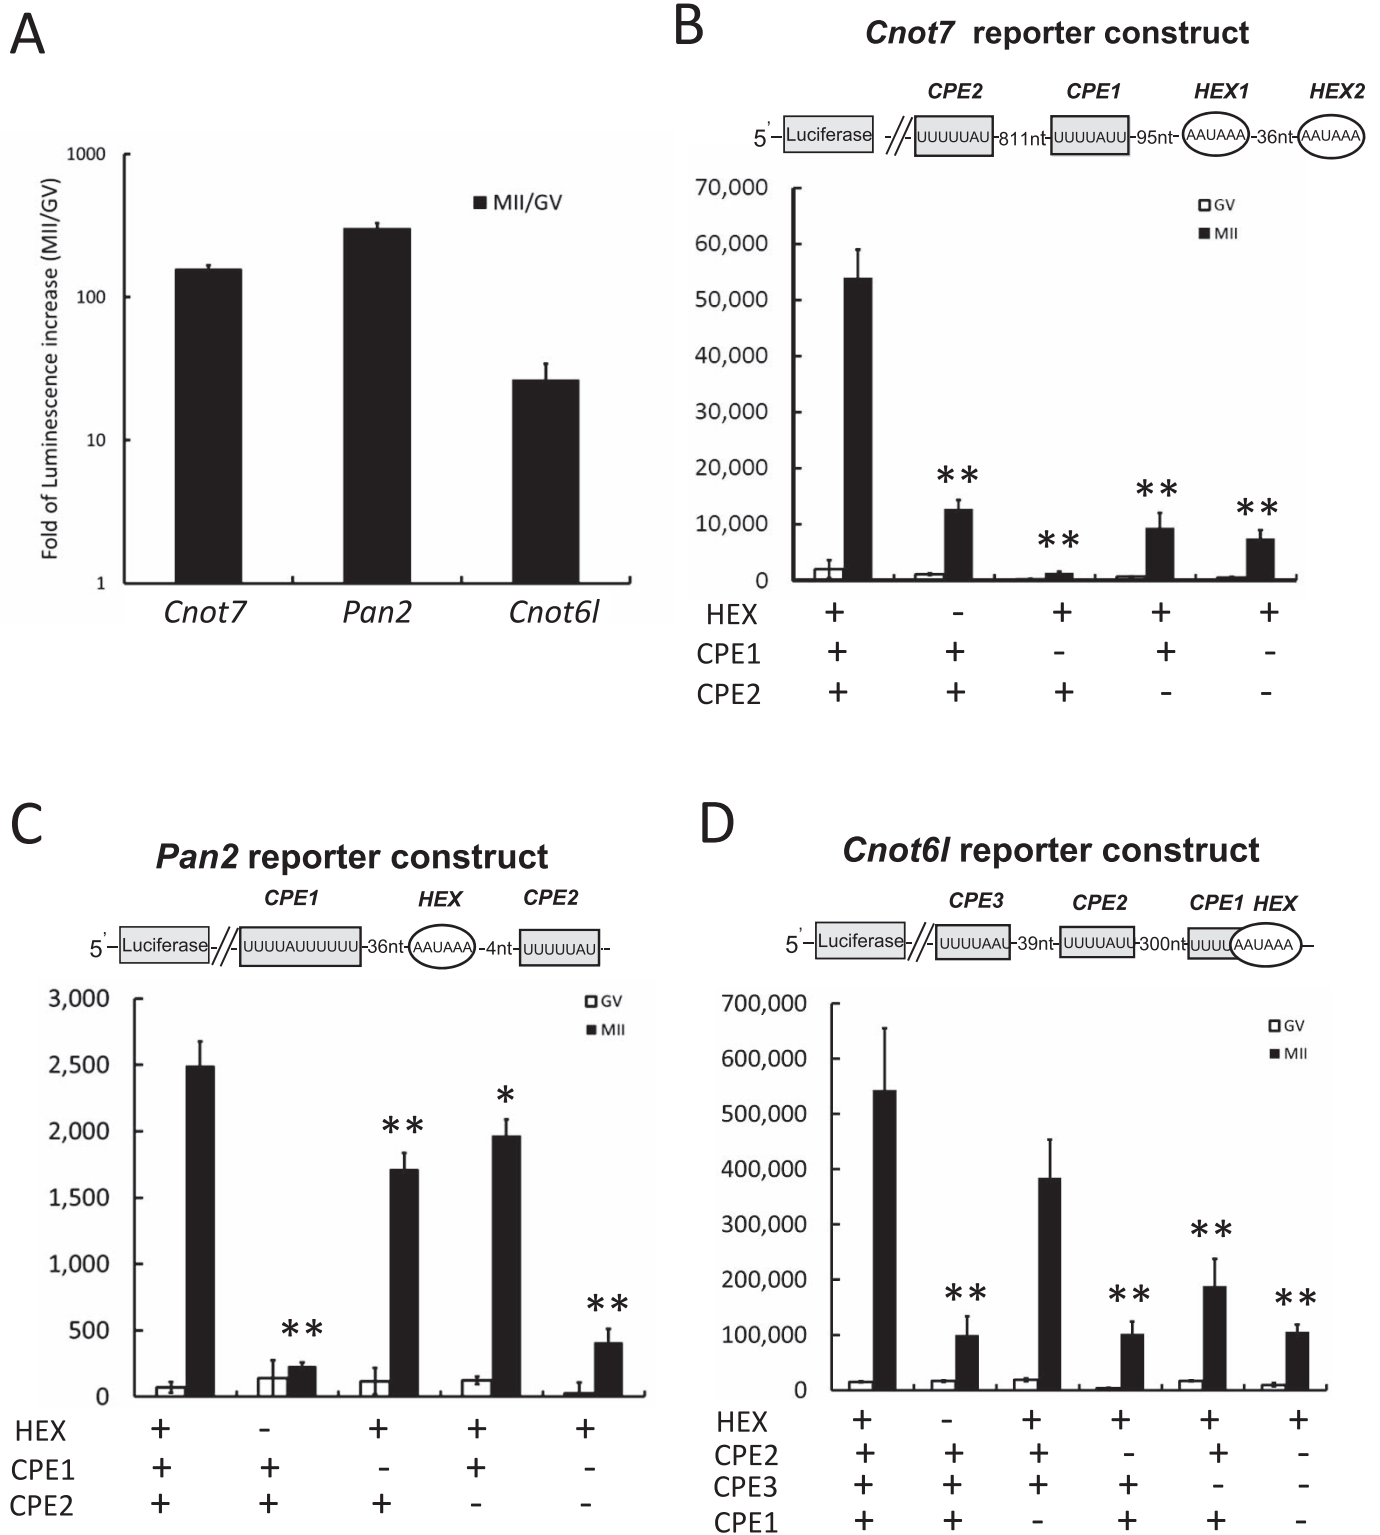 A
Fold of Luminescence increase (MII/GV)
1000
100
10
1
MII/GV
Cnot7 Pan2 Cnot6l
B
Cnot7 reporter construct
CPE2 CPE1 HEX1 HEX2
5' Luciferase // UUUUUAU 811nt UUUUAUU 95nt AAUAAA 36nt AAUAAA
70,000
60,000
50,000
40,000
30,000
20,000
10,000
0
GV
MII
** ** ** **
HEX + - + + +
CPE1 + + - + -
CPE2 + + + - -
C
Pan2 reporter construct
CPE1 HEX CPE2
5' Luciferase // UUUUAUUUUUU 36nt AAUAAA 4nt UUUUUAU
3,000
2,500
2,000
1,500
1,000
500
0
GV
MII
** ** * **
HEX + - + + +
CPE1 + + - + -
CPE2 + + + - -
D
Cnot6l reporter construct
CPE3 CPE2 CPE1 HEX
5' Luciferase // UUUUAAU 39nt UUUUAUU 300nt UUUU AAUAAA
700,000
600,000
500,000
400,000
300,000
200,000
100,000
0
GV
MII
** ** ** **
HEX + - + + + +
CPE2 + + + - + -
CPE3 + + + + - -
CPE1 + + - + + -